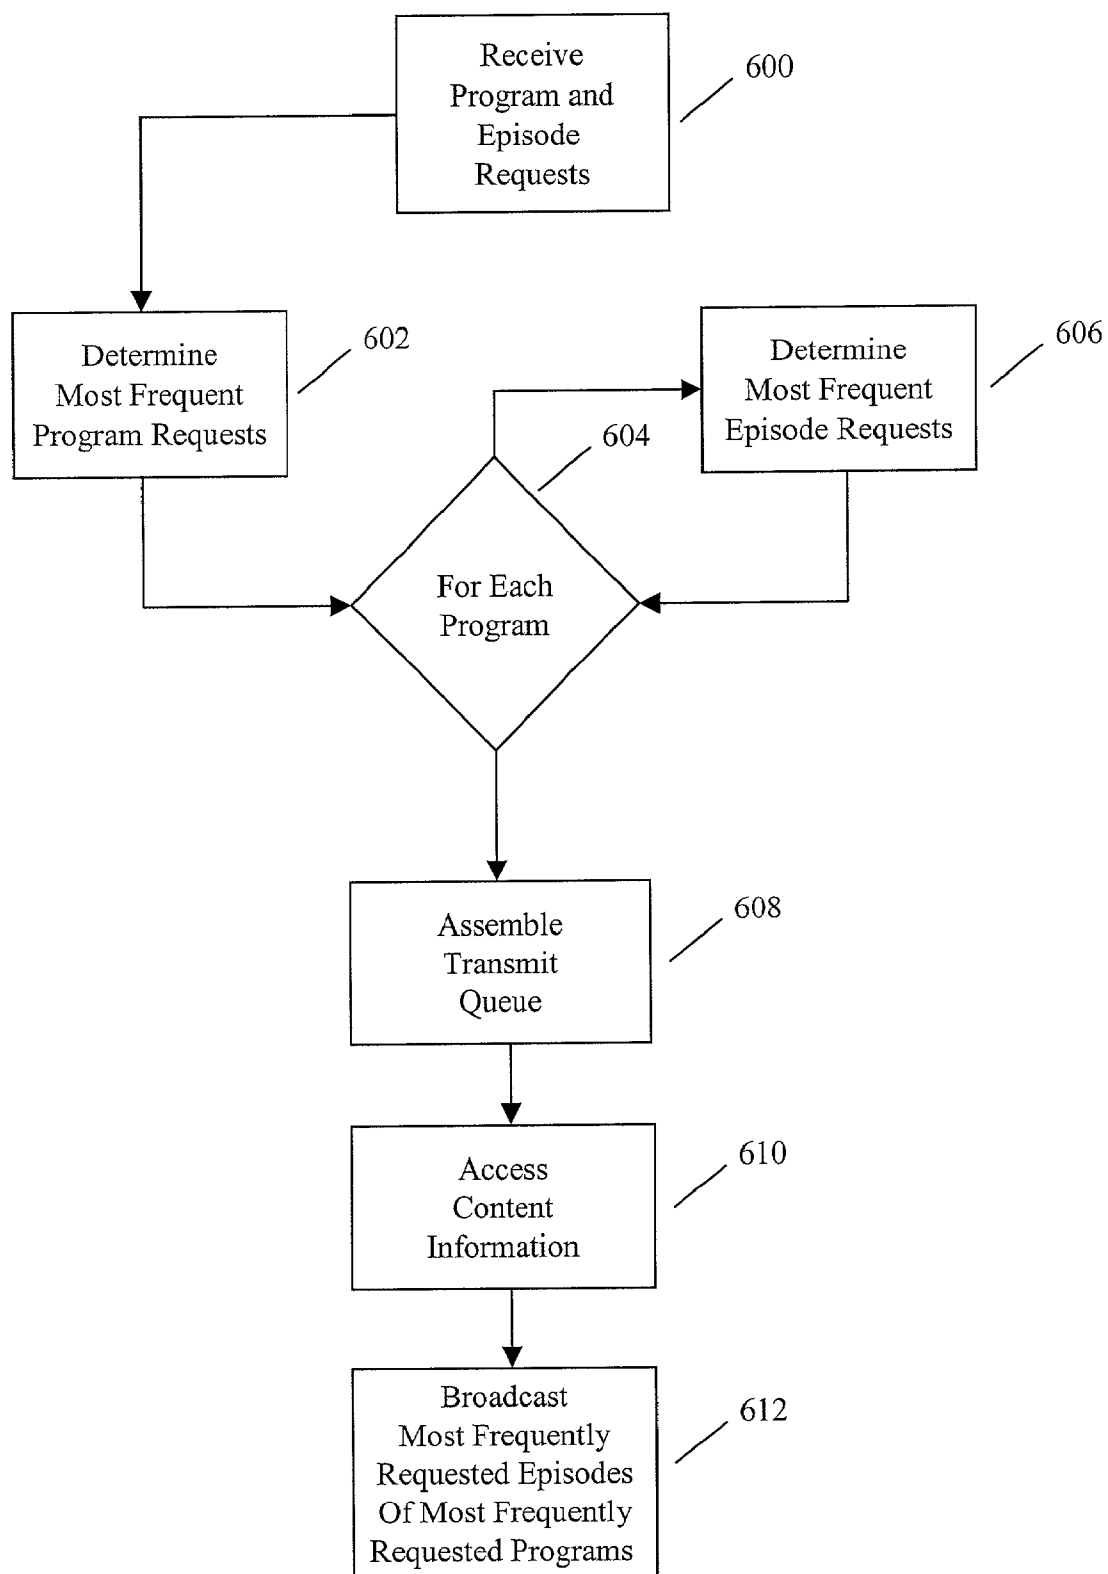 Receive
Program and
Episode
Requests
600
Determine
Most Frequent
Program Requests
602
Determine
Most Frequent
Episode Requests
606
604
For Each
Program
Assemble
Transmit
Queue
608
Access
Content
Information
610
Broadcast
Most Frequently
Requested Episodes
Of Most Frequently
Requested Programs
612